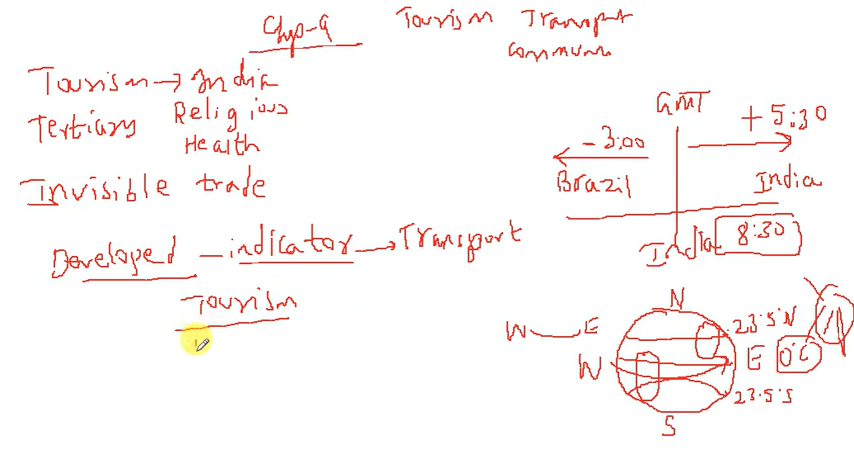 Chp-9
Tourism Transport
Commun
Tourism → India
Tertiary Religious
Health
Invisible trade
Developed - indicator → Transport
Tourism
GMT
-3:00 +5:30
Brazil India
India 8:30
N
W E 23.5°N
W E 0°C
23.5°S
S